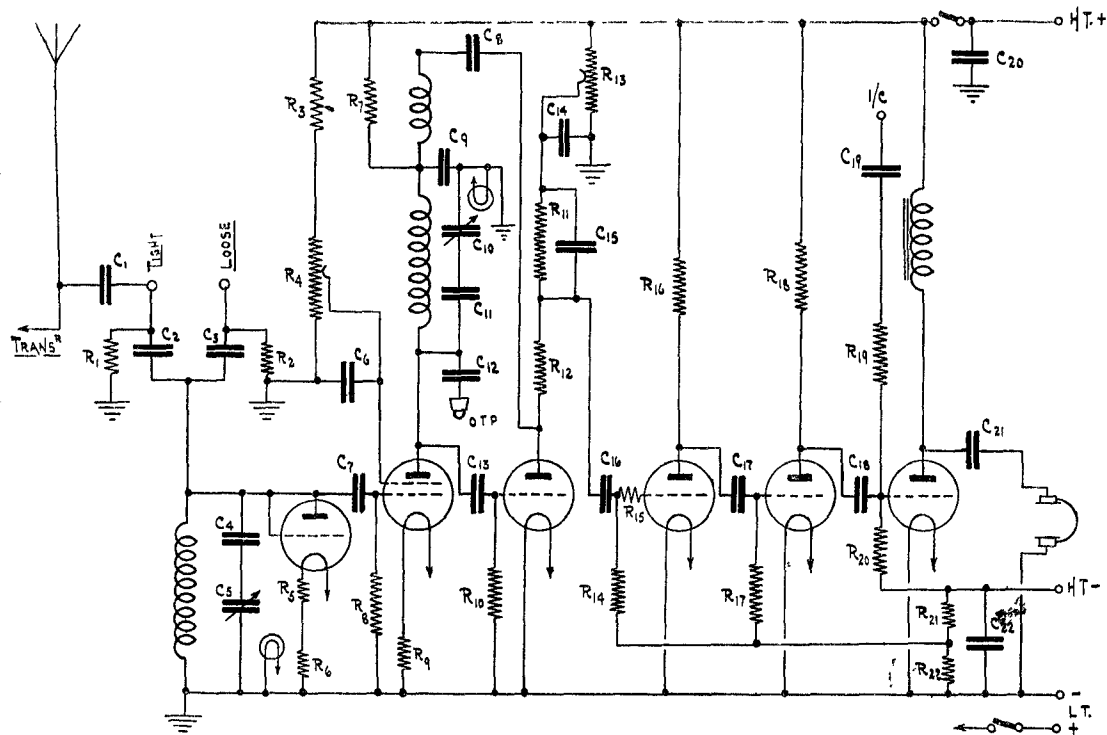 HT.+
C20
C8
R3
R7
R13
C14
I/C
C9
C19
R11
C15
C10
TIGHT
LOOSE
C1
R4
R16
R18
C11
TRANSR
R1
C2
C3
R2
C6
C12
R12
R19
OTP
C21
C7
C13
C16
C17
C18
R15
C4
C5
R5
R8
R10
R14
R17
R20
HT-
R21
C22
R6
R9
R22
-
LT.
+